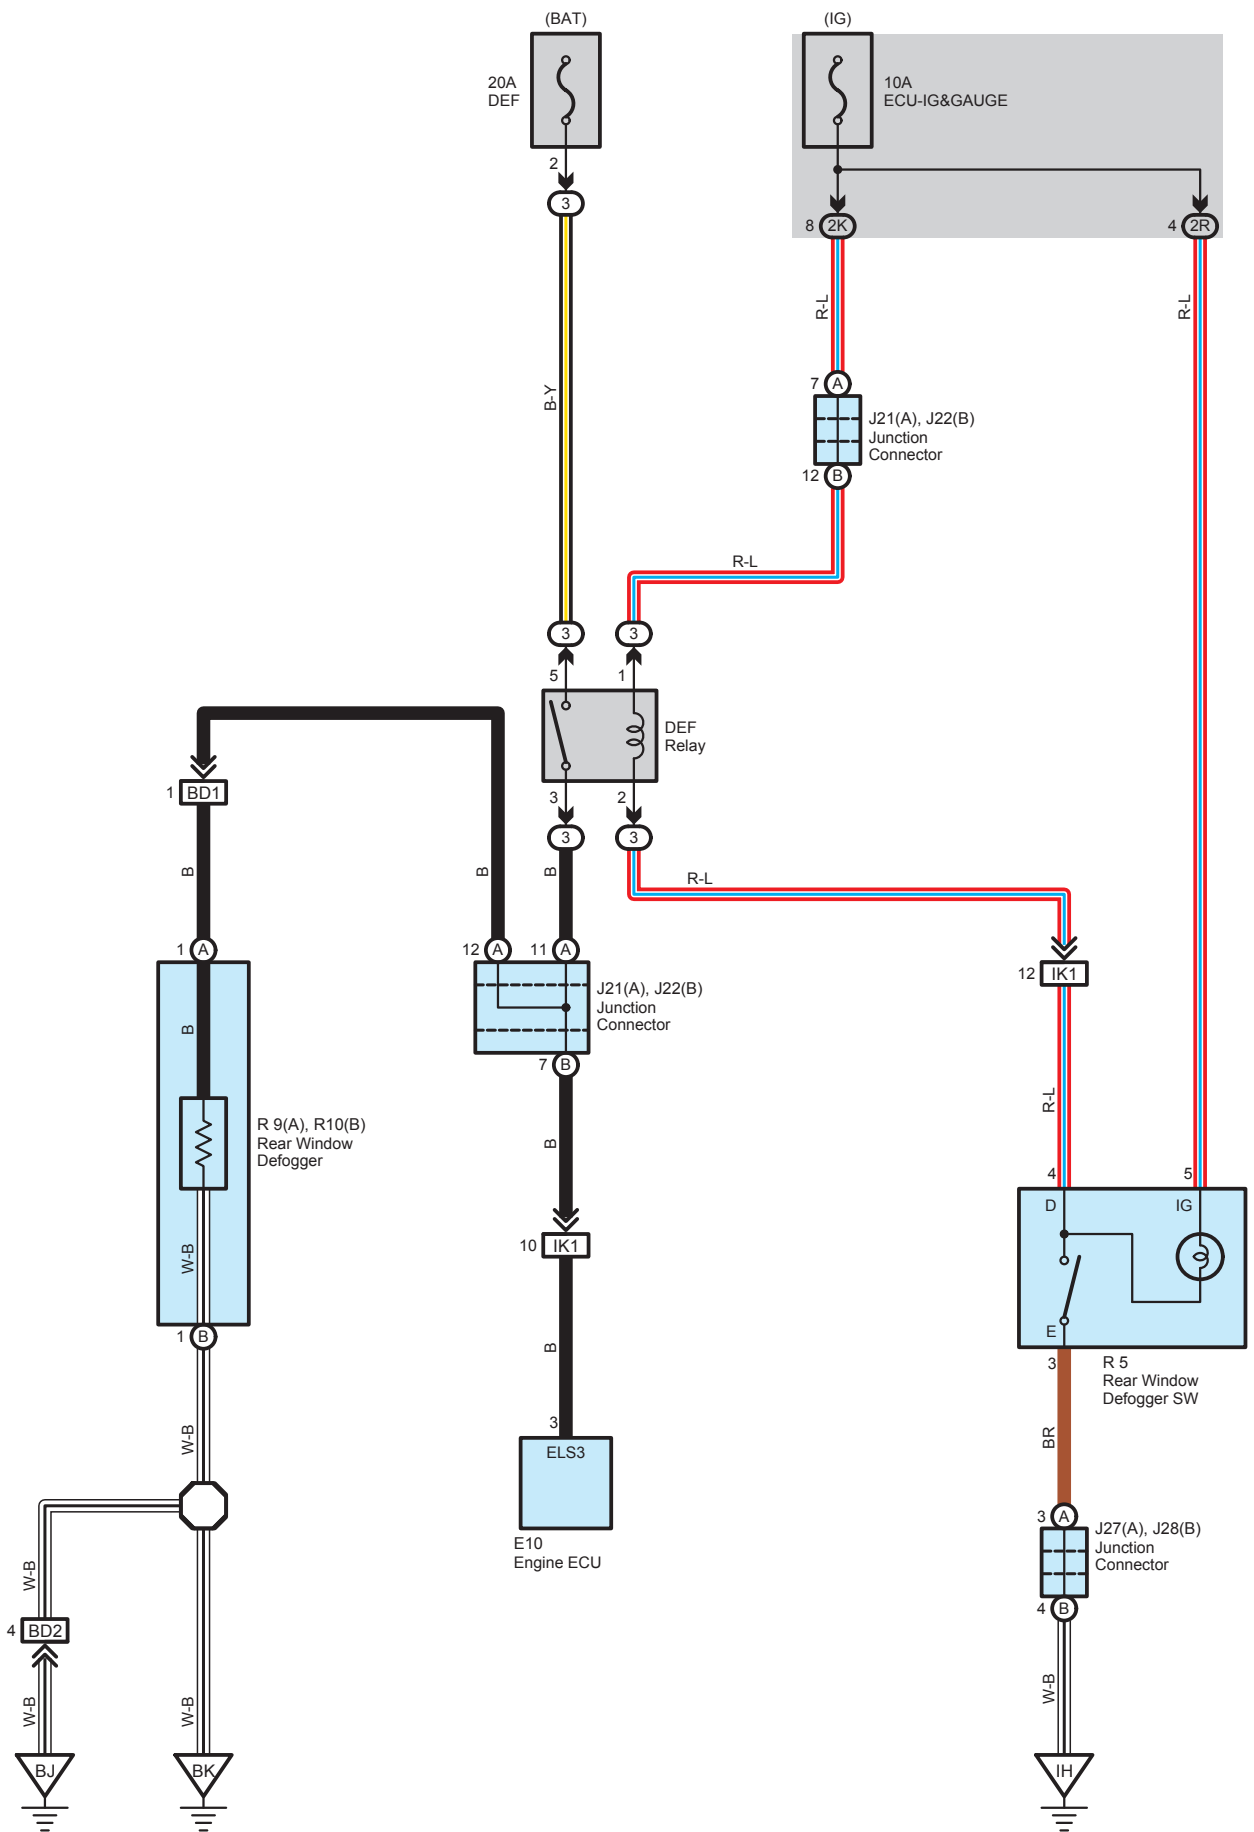 (BAT)
(IG)
20A
DEF
10A
ECU-IG&GAUGE
2
3
8 2K
4 2R
R-L
R-L
B-Y
7 A
J21(A), J22(B)
Junction
Connector
12 B
R-L
3
3
5
1
DEF
Relay
3
2
3
3
1 BD1
B
B
B
R-L
1 A
12 A
11 A
12 IK1
J21(A), J22(B)
Junction
Connector
B
7 B
R-L
R 9(A), R10(B)
Rear Window
Defogger
B
4
5
D
IG
W-B
10 IK1
E
1 B
B
3
R 5
Rear Window
Defogger SW
3
ELS3
W-B
BR
E10
Engine ECU
3 A
J27(A), J28(B)
Junction
Connector
W-B
4 B
4 BD2
W-B
W-B
W-B
BJ
BK
IH